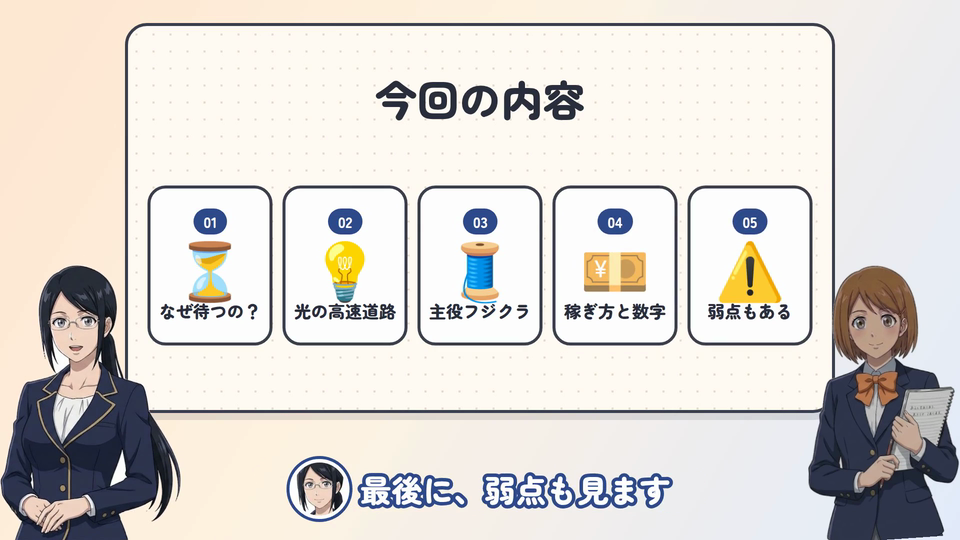 今回の内容
01
なぜ待つの？
02
光の高速道路
03
主役フジクラ
04
稼ぎ方と数字
05
弱点もある
最後に、弱点も見ます